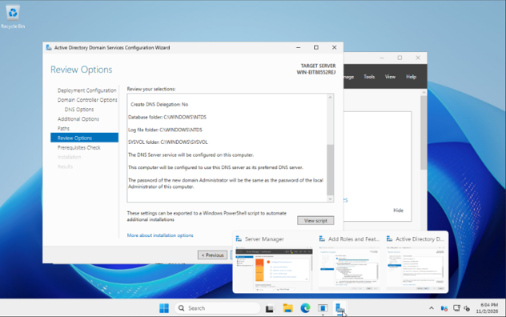 Recycle Bin
Active Directory Domain Services Configuration Wizard
Review Options
TARGET SERVER
Manage Tools View Help
Deployment Configuration
Domain Controller Options
DNS Options
Additional Options
Paths
Review Options
Prerequisites Check
Installation
Results
Review your selections:
Create DNS Delegation: No
Database folder: C:\WINDOWS\NTDS
Log file folder: C:\WINDOWS\NTDS
SYSVOL folder: C:\WINDOWS\SYSVOL
The DNS Server service will be configured on this computer.
This computer will be configured to use this DNS server as its preferred DNS server.
The password of the new domain Administrator will be the same as the password of the local
Administrator of this computer.
These settings can be exported to a Windows PowerShell script to automate
additional installations
View script
More about installation options
Hide
< Previous
Server Manager
Add Roles and Feat...
Active Directory D...
Search
6:04 PM